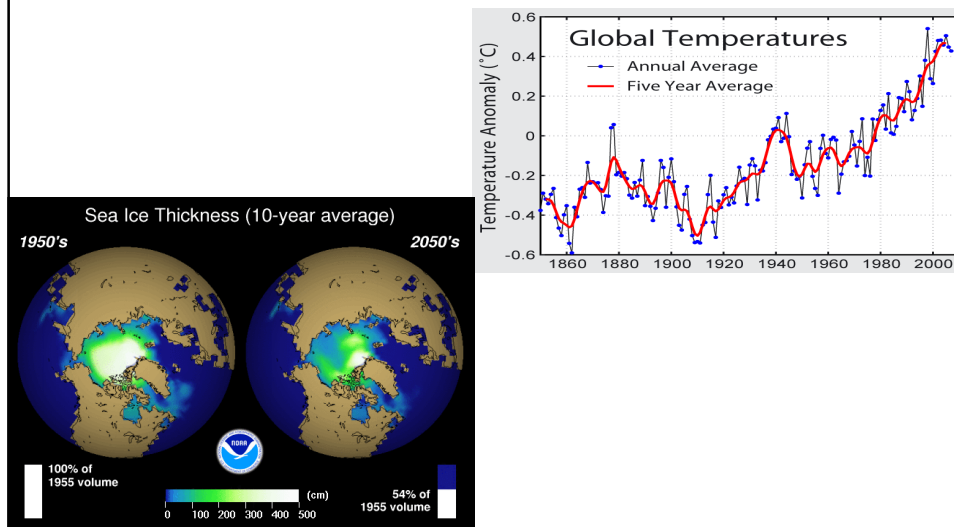 Global Temperatures
Annual Average
Five Year Average
Temperature Anomaly (°C)
0.6
0.4
0.2
0
-0.2
-0.4
-0.6
1860 1880 1900 1920 1940 1960 1980 2000
Sea Ice Thickness (10-year average)
1950's 2050's
NOAA
100% of
1955 volume
(cm)
0 100 200 300 400 500
54% of
1955 volume